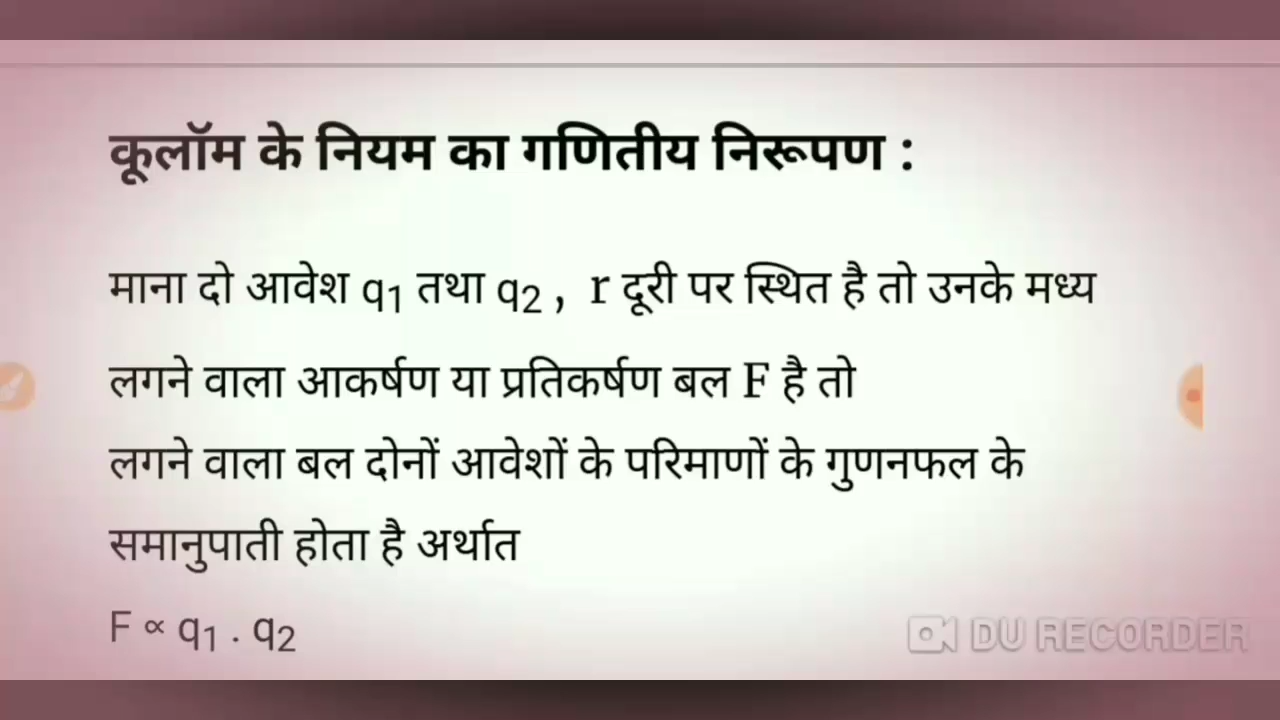 कूलॉम के नियम का गणितीय निरूपण :
माना दो आवेश q₁ तथा q₂ , r दूरी पर स्थित है तो उनके मध्य
लगने वाला आकर्षण या प्रतिकर्षण बल F है तो
लगने वाला बल दोनों आवेशों के परिमाणों के गुणनफल के
समानुपाती होता है अर्थात
F ∝ q₁ . q₂
DU RECORDER